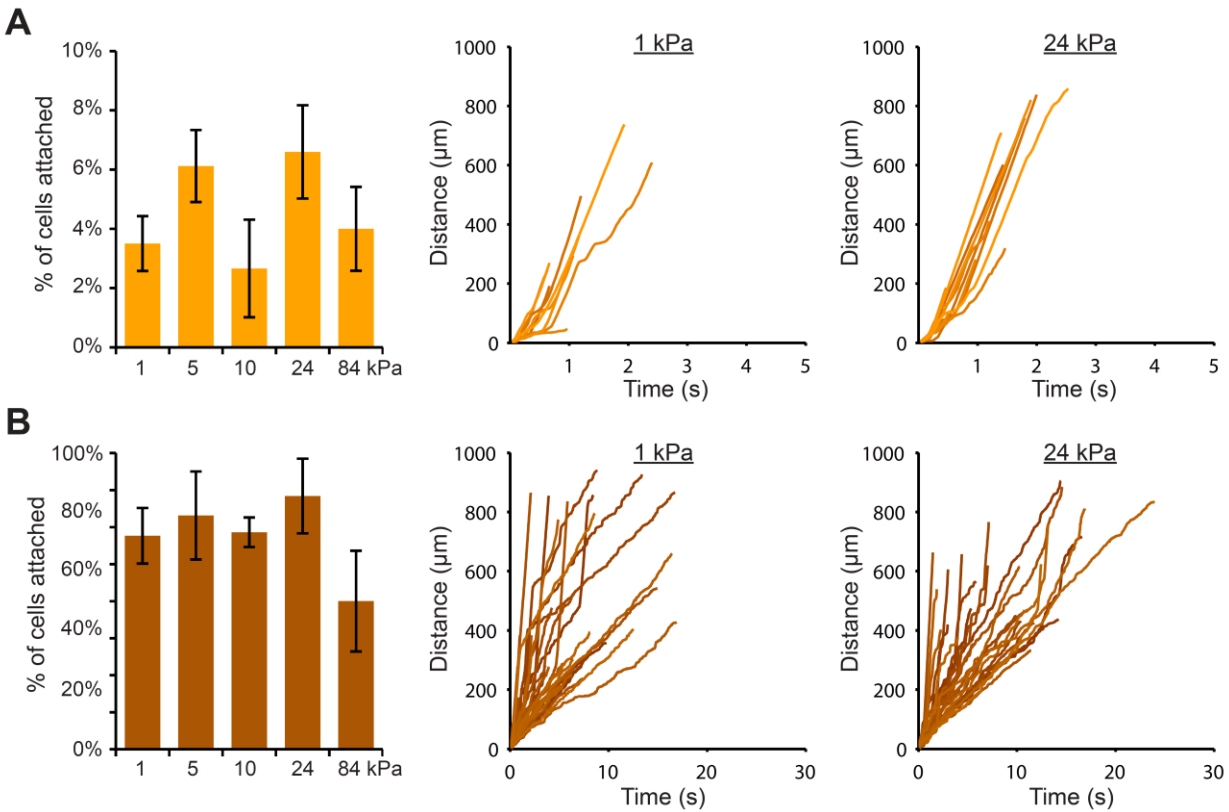 A
% of cells attached
10%
8%
6%
4%
2%
0%
1 5 10 24 84 kPa
1 kPa
Distance (µm)
1000
800
600
400
200
0
1 2 3 4 5
Time (s)
24 kPa
Distance (µm)
1000
800
600
400
200
0
1 2 3 4 5
Time (s)
B
% of cells attached
100%
80%
60%
40%
20%
0%
1 5 10 24 84 kPa
1 kPa
Distance (µm)
1000
800
600
400
200
0
0 10 20 30
Time (s)
24 kPa
Distance (µm)
1000
800
600
400
200
0
0 10 20 30
Time (s)